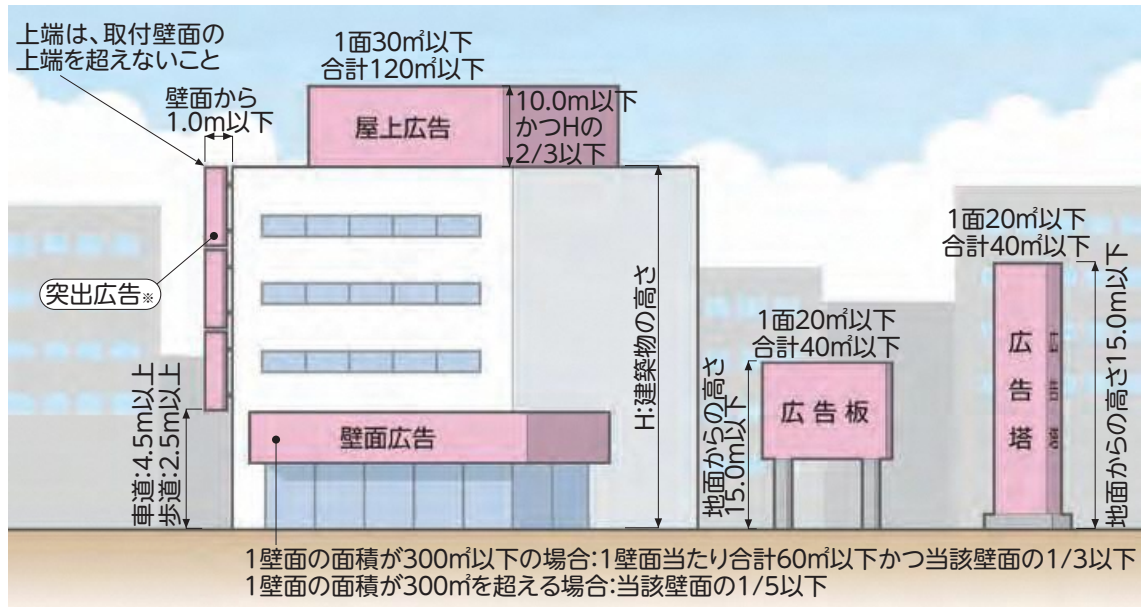 上端は、取付壁面の
上端を超えないこと
壁面から
1.0m以下
1面30㎡以下
合計120㎡以下
屋上広告
10.0m以下
かつHの
2/3以下
突出広告※
車道:4.5m以上
歩道:2.5m以上
壁面広告
H:建築物の高さ
1面20㎡以下
合計40㎡以下
広告板
地面からの高さ
15.0m以下
1面20㎡以下
合計40㎡以下
広告塔
広告塔
地面からの高さ15.0m以下
1壁面の面積が300㎡以下の場合:1壁面当たり合計60㎡以下かつ当該壁面の1/3以下
1壁面の面積が300㎡を超える場合:当該壁面の1/5以下